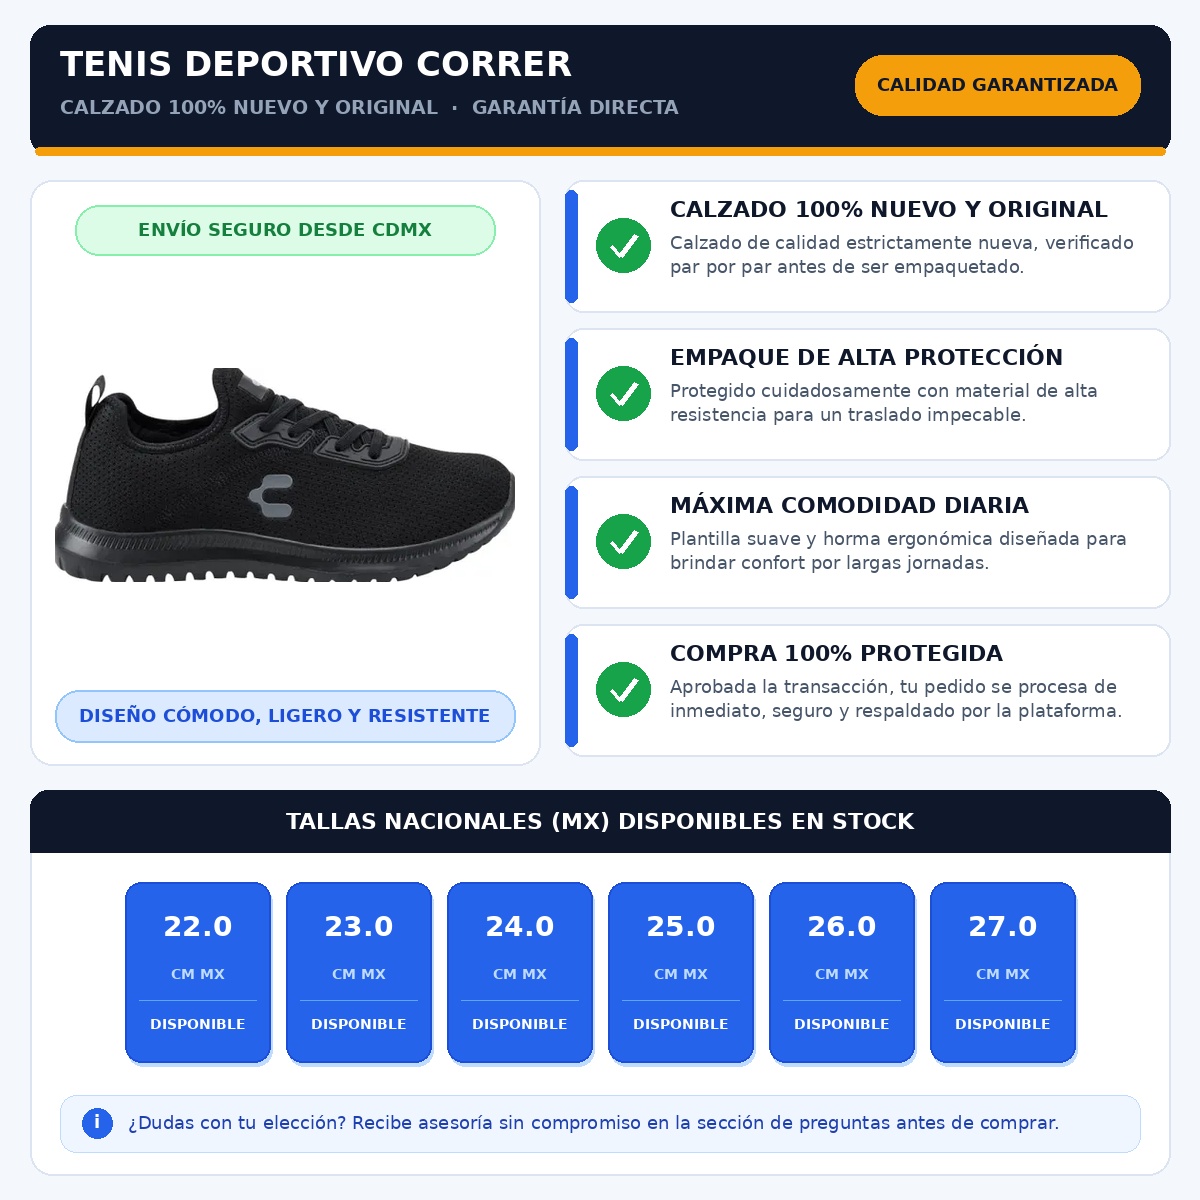 TENIS DEPORTIVO CORRER
CALZADO 100% NUEVO Y ORIGINAL · GARANTÍA DIRECTA
CALIDAD GARANTIZADA
ENVÍO SEGURO DESDE CDMX
DISEÑO CÓMODO, LIGERO Y RESISTENTE
CALZADO 100% NUEVO Y ORIGINAL
Calzado de calidad estrictamente nueva, verificado
par por par antes de ser empaquetado.
EMPAQUE DE ALTA PROTECCIÓN
Protegido cuidadosamente con material de alta
resistencia para un traslado impecable.
MÁXIMA COMODIDAD DIARIA
Plantilla suave y horma ergonómica diseñada para
brindar confort por largas jornadas.
COMPRA 100% PROTEGIDA
Aprobada la transacción, tu pedido se procesa de
inmediato, seguro y respaldado por la plataforma.
TALLAS NACIONALES (MX) DISPONIBLES EN STOCK
22.0 23.0 24.0 25.0 26.0 27.0
CM MX CM MX CM MX CM MX CM MX CM MX
DISPONIBLE DISPONIBLE DISPONIBLE DISPONIBLE DISPONIBLE DISPONIBLE
i ¿Dudas con tu elección? Recibe asesoría sin compromiso en la sección de preguntas antes de comprar.